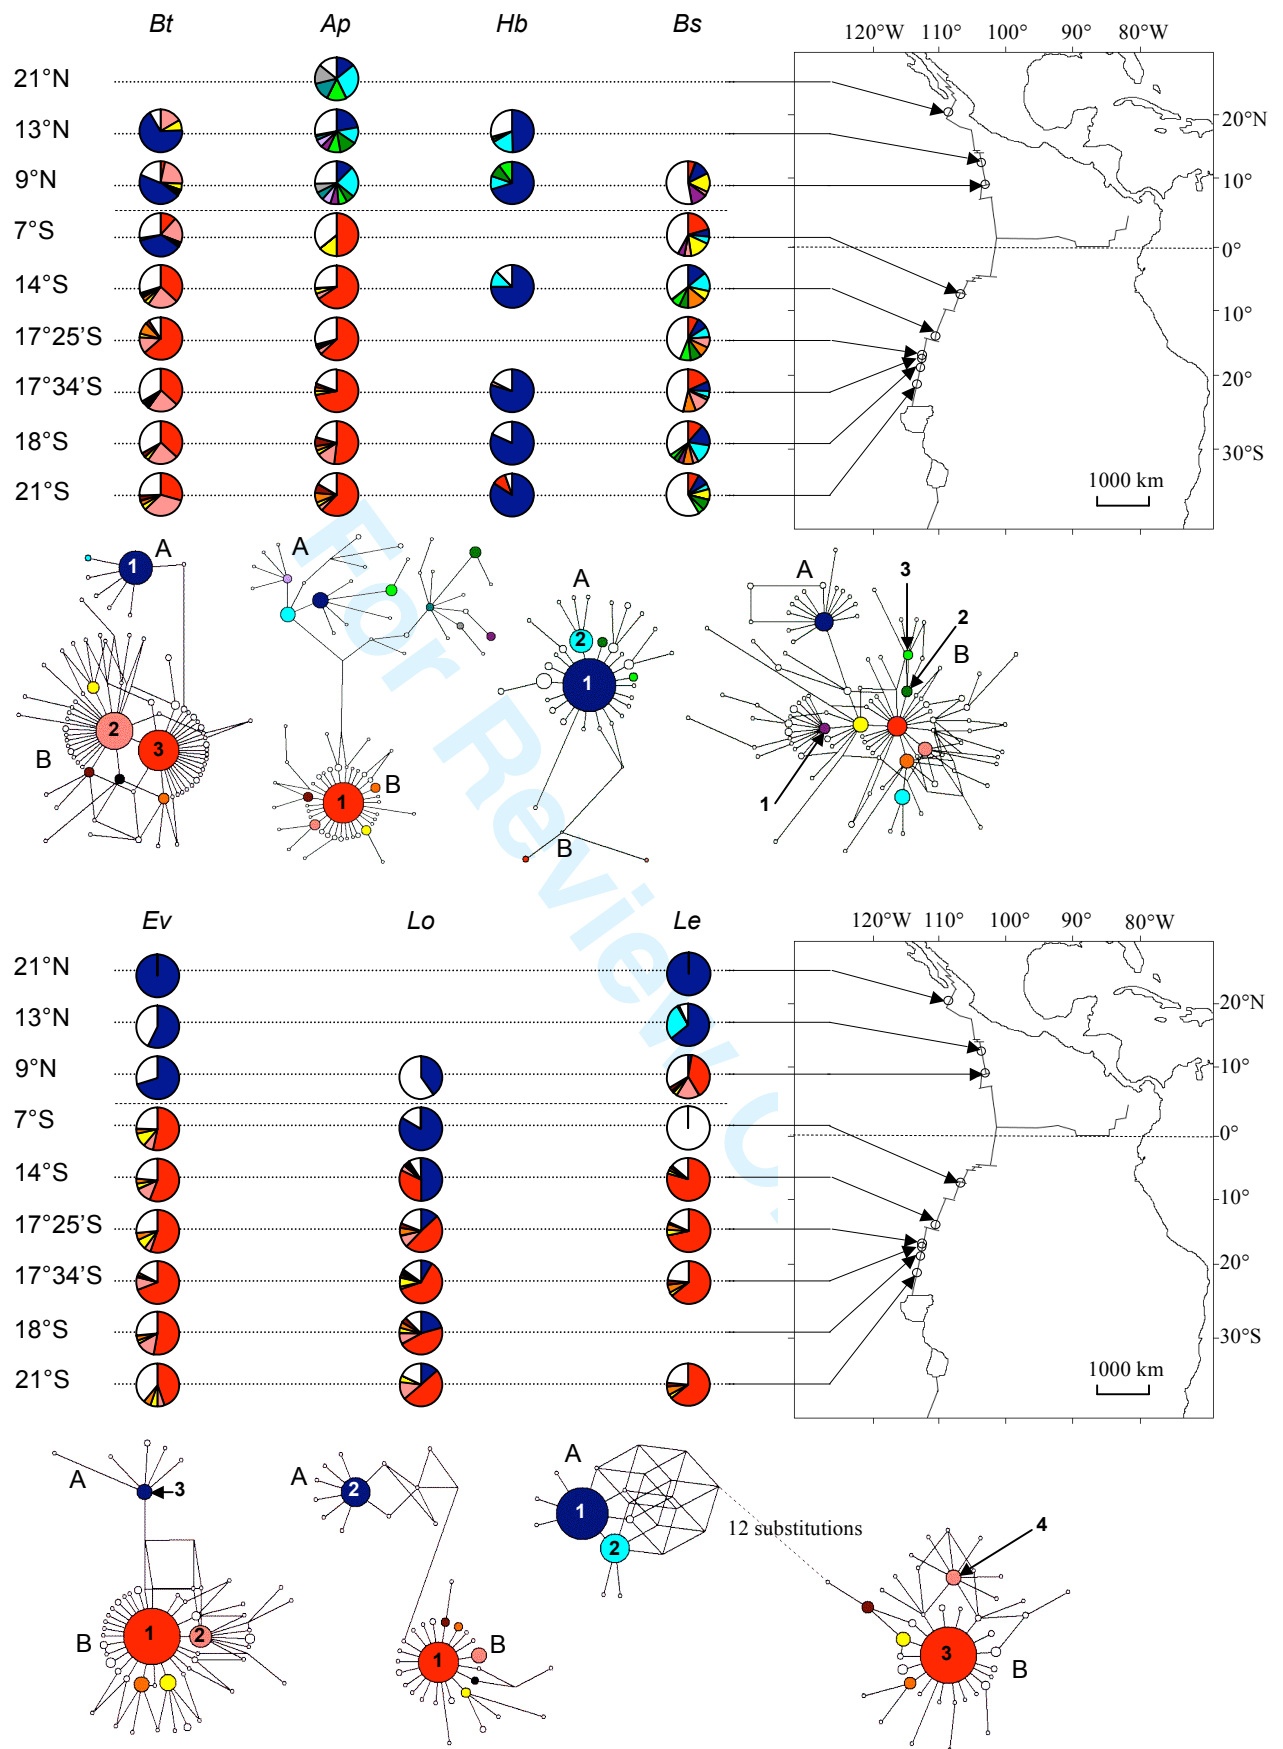 Bt Ap Hb Bs
120°W 110° 100° 90° 80°W
21°N
13°N
20°N
9°N
10°
7°S
0°
14°S
10°
17°25'S
17°34'S
20°
18°S
30°S
21°S
1000 km
A
1
2
3
B
A
B
1
A
2
1
B
A
3
2
B
1
For Review O
Ev Lo Le
120°W 110° 100° 90° 80°W
21°N
20°N
13°N
9°N
10°
7°S
0°
14°S
10°
17°25'S
17°34'S
20°
18°S
30°S
21°S
1000 km
A
3
B
1
2
A
2
1
B
A
1
2
12 substitutions
4
3
B